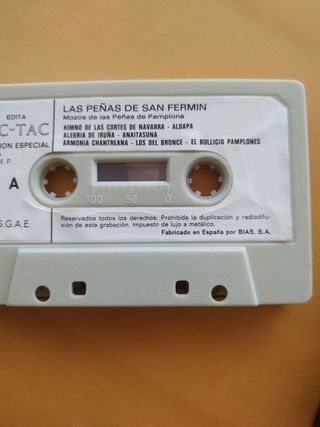 EDITA
C-TAC
ION ESPECIAL
M. P.
A
S.G.A.E.
LAS PEÑAS DE SAN FERMIN
Mozos de las Peñas de Pamplona
HIMNO DE LAS CORTES DE NAVARRA - ALDAPA
ALEGRIA DE IRUÑA - ANAITASUNA
ARMONIA CHANTREANA - LOS DEL BRONCE - EL BULLICIO PAMPLONES
100 50 0
Reservados todos los derechos. Prohibida la duplicación y radiodifu-
sión de esta grabación. Impuesto de lujo a metálico.
Fabricado en España por BIAS, S.A.